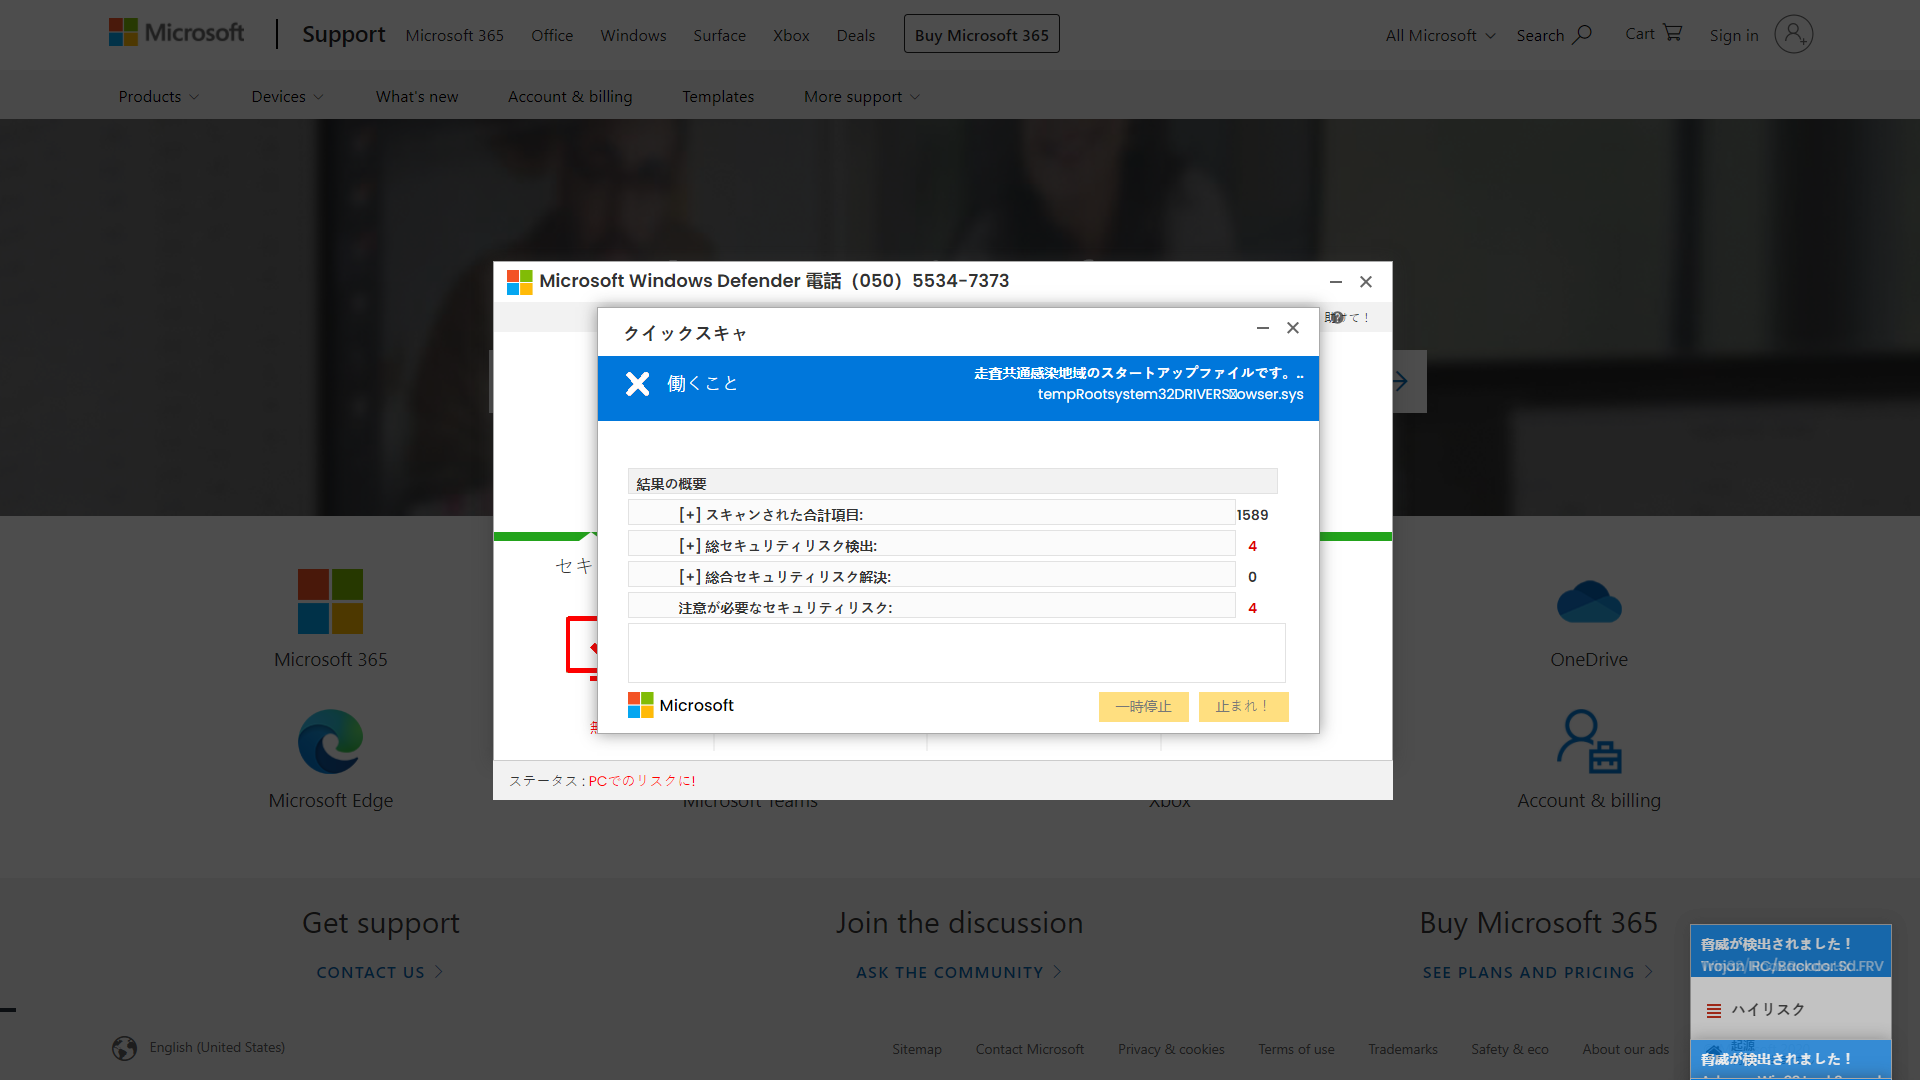 Microsoft
Support
Microsoft 365
Office
Windows
Surface
Xbox
Deals
Buy Microsoft 365
All Microsoft
Search
Cart
Sign in
Products
Devices
What's new
Account & billing
Templates
More support
Microsoft Windows Defender 電話（050）5534-7373
クイックスキャ
働くこと
走査共通感染地域のスタートアップファイルです。..
結果の概要
[+] スキャンされた合計項目:
1589
[+] 総セキュリティリスク検出:
4
[+] 総合セキュリティリスク解決:
0
注意が必要なセキュリティリスク:
4
Microsoft
一時停止
止まれ！
セキ
ステータス : PCでのリスクに!
Microsoft 365
OneDrive
Microsoft Edge
Microsoft Teams
Xbox
Account & billing
Get support
CONTACT US
Join the discussion
ASK THE COMMUNITY
Buy Microsoft 365
SEE PLANS AND PRICING
脅威が検出されました！
ハイリスク
起源
脅威が検出されました！
English (United States)
Sitemap
Contact Microsoft
Privacy & cookies
Terms of use
Trademarks
Safety & eco
About our ads